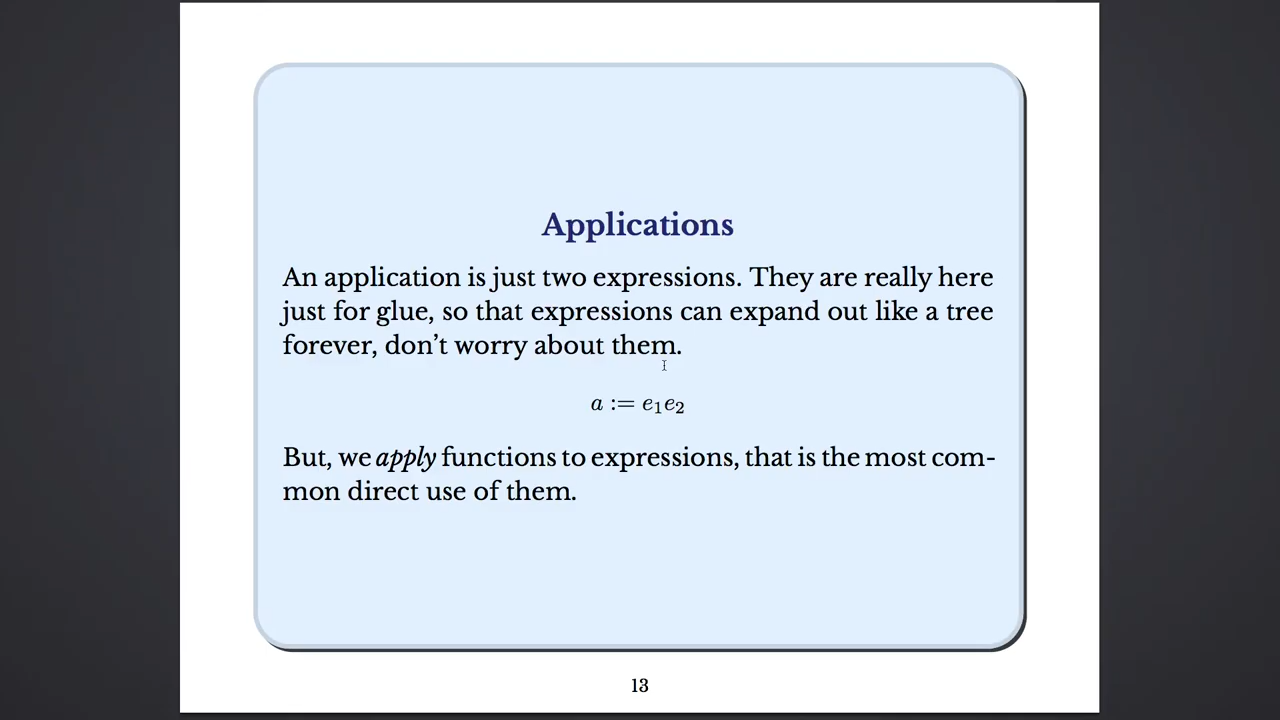 Applications
An application is just two expressions. They are really here
just for glue, so that expressions can expand out like a tree
forever, don’t worry about them.
a := e₁e₂
But, we apply functions to expressions, that is the most com-
mon direct use of them.
13